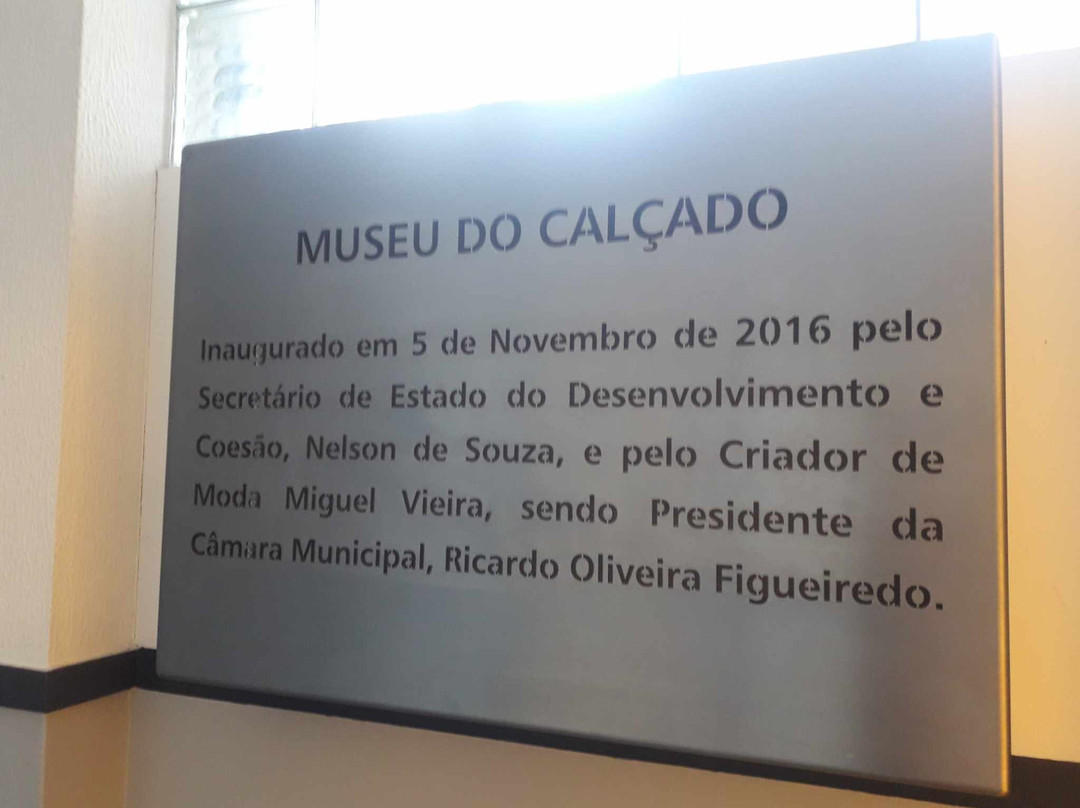 MUSEU DO CALÇADO
Inaugurado em 5 de Novembro de 2016 pelo
Secretário de Estado do Desenvolvimento e
Coesão, Nelson de Souza, e pelo Criador de
Moda Miguel Vieira, sendo Presidente da
Câmara Municipal, Ricardo Oliveira Figueiredo.